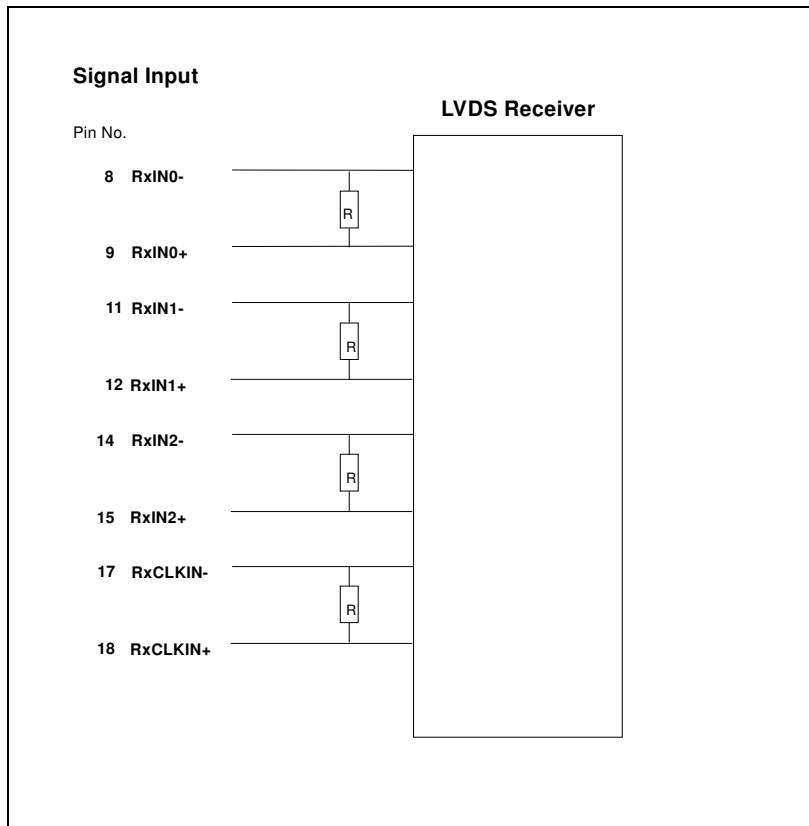 Signal Input
LVDS Receiver
Pin No.
8 RxIN0-
R
9 RxIN0+
11 RxIN1-
R
12 RxIN1+
14 RxIN2-
R
15 RxIN2+
17 RxCLKIN-
R
18 RxCLKIN+